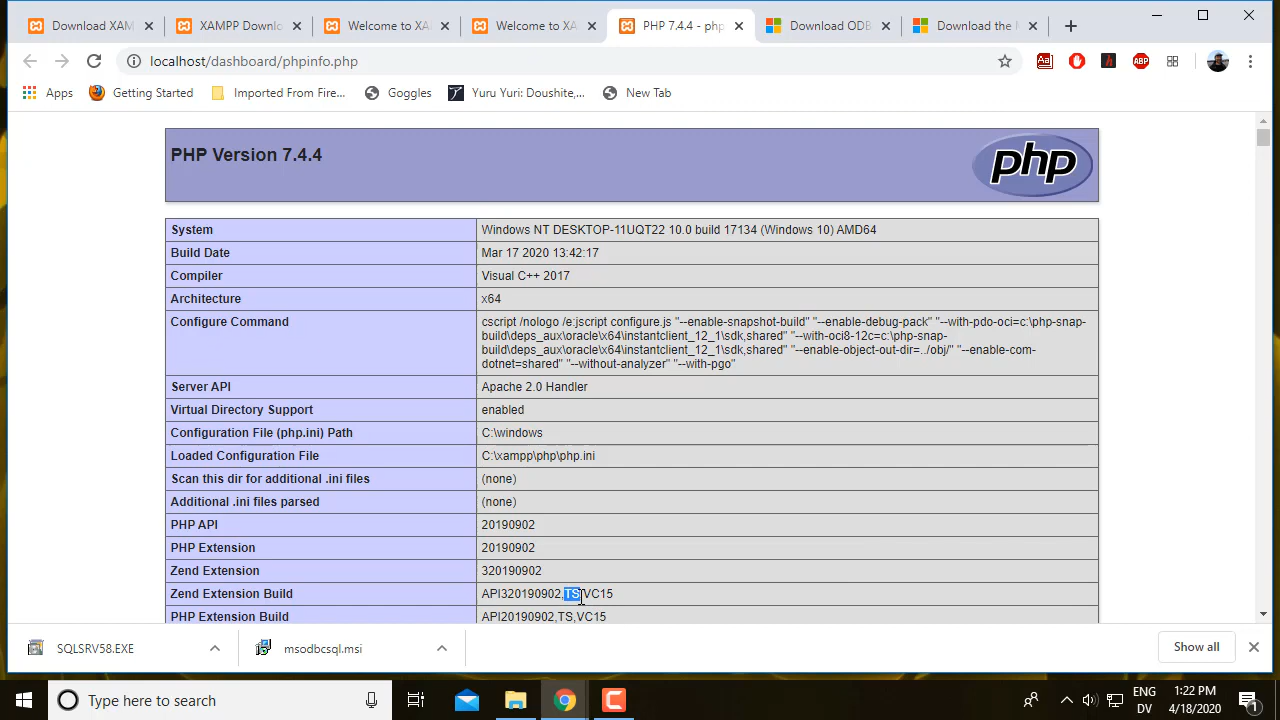 Download XAM
XAMPP Downlo
Welcome to XA
Welcome to XA
PHP 7.4.4 - php
Download ODB
Download the M
localhost/dashboard/phpinfo.php
Aa
h
ABP
Apps
Getting Started
Imported From Fire...
Goggles
Yuru Yuri: Doushite,...
New Tab
PHP Version 7.4.4
php
System
Windows NT DESKTOP-11UQT22 10.0 build 17134 (Windows 10) AMD64
Build Date
Mar 17 2020 13:42:17
Compiler
Visual C++ 2017
Architecture
x64
Configure Command
cscript /nologo /e:jscript configure.js "--enable-snapshot-build" "--enable-debug-pack" "--with-pdo-oci=c:\php-snap-
build\deps_aux\oracle\x64\instantclient_12_1\sdk,shared" "--with-oci8-12c=c:\php-snap-
build\deps_aux\oracle\x64\instantclient_12_1\sdk,shared" "--enable-object-out-dir=../obj/" "--enable-com-
dotnet=shared" "--without-analyzer" "--with-pgo"
Server API
Apache 2.0 Handler
Virtual Directory Support
enabled
Configuration File (php.ini) Path
C:\windows
Loaded Configuration File
C:\xampp\php\php.ini
Scan this dir for additional .ini files
(none)
Additional .ini files parsed
(none)
PHP API
20190902
PHP Extension
20190902
Zend Extension
320190902
Zend Extension Build
API320190902,TS,VC15
PHP Extension Build
API20190902,TS,VC15
SQLSRV58.EXE
msodbcsql.msi
Show all
Type here to search
ENG
DV
1:22 PM
4/18/2020
1